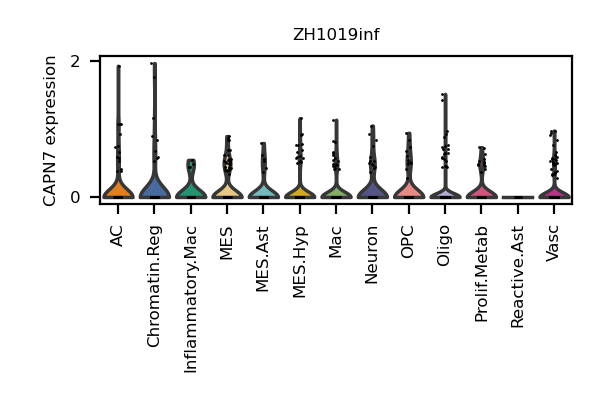 ZH1019inf
CAPN7 expression
2
0
AC
Chromatin.Reg
Inflammatory.Mac
MES
MES.Ast
MES.Hyp
Mac
Neuron
OPC
Oligo
Prolif.Metab
Reactive.Ast
Vasc